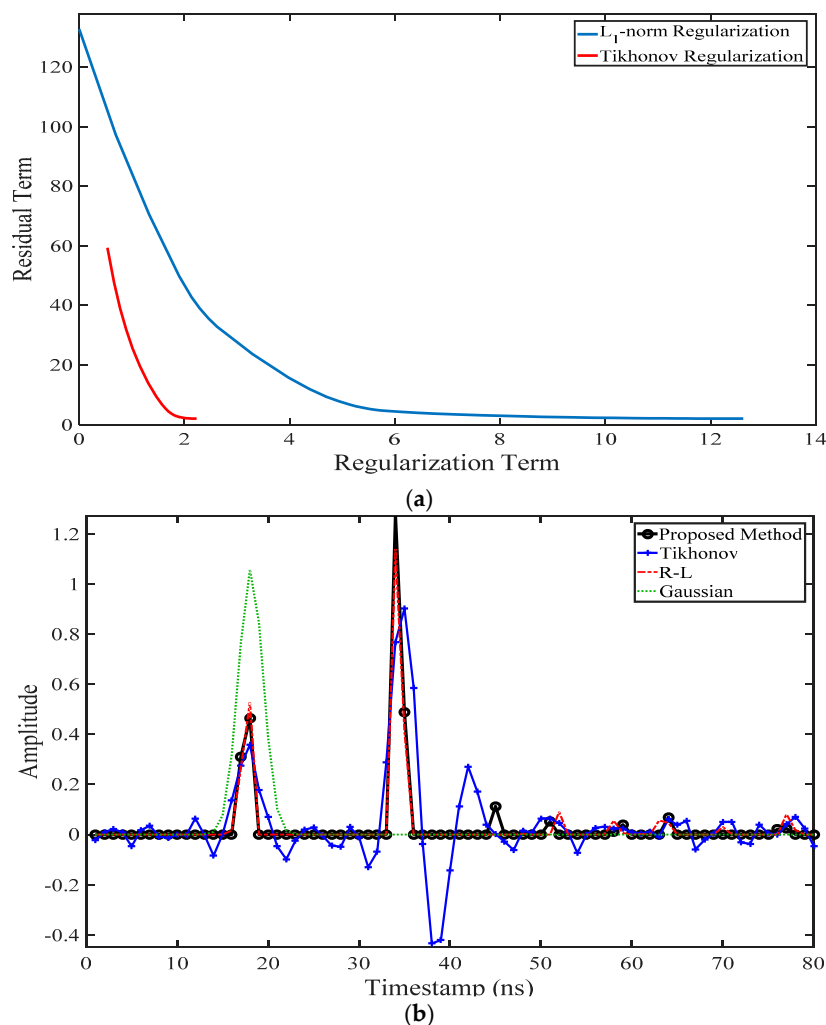 120
100
80
60
40
20
0
Residual Term
L1-norm Regularization
Tikhonov Regularization
0 2 4 6 8 10 12 14
Regularization Term
(a)
1.2
1
0.8
0.6
0.4
0.2
0
-0.2
-0.4
Amplitude
Proposed Method
Tikhonov
R-L
Gaussian
0 10 20 30 40 50 60 70 80
Timestamp (ns)
(b)